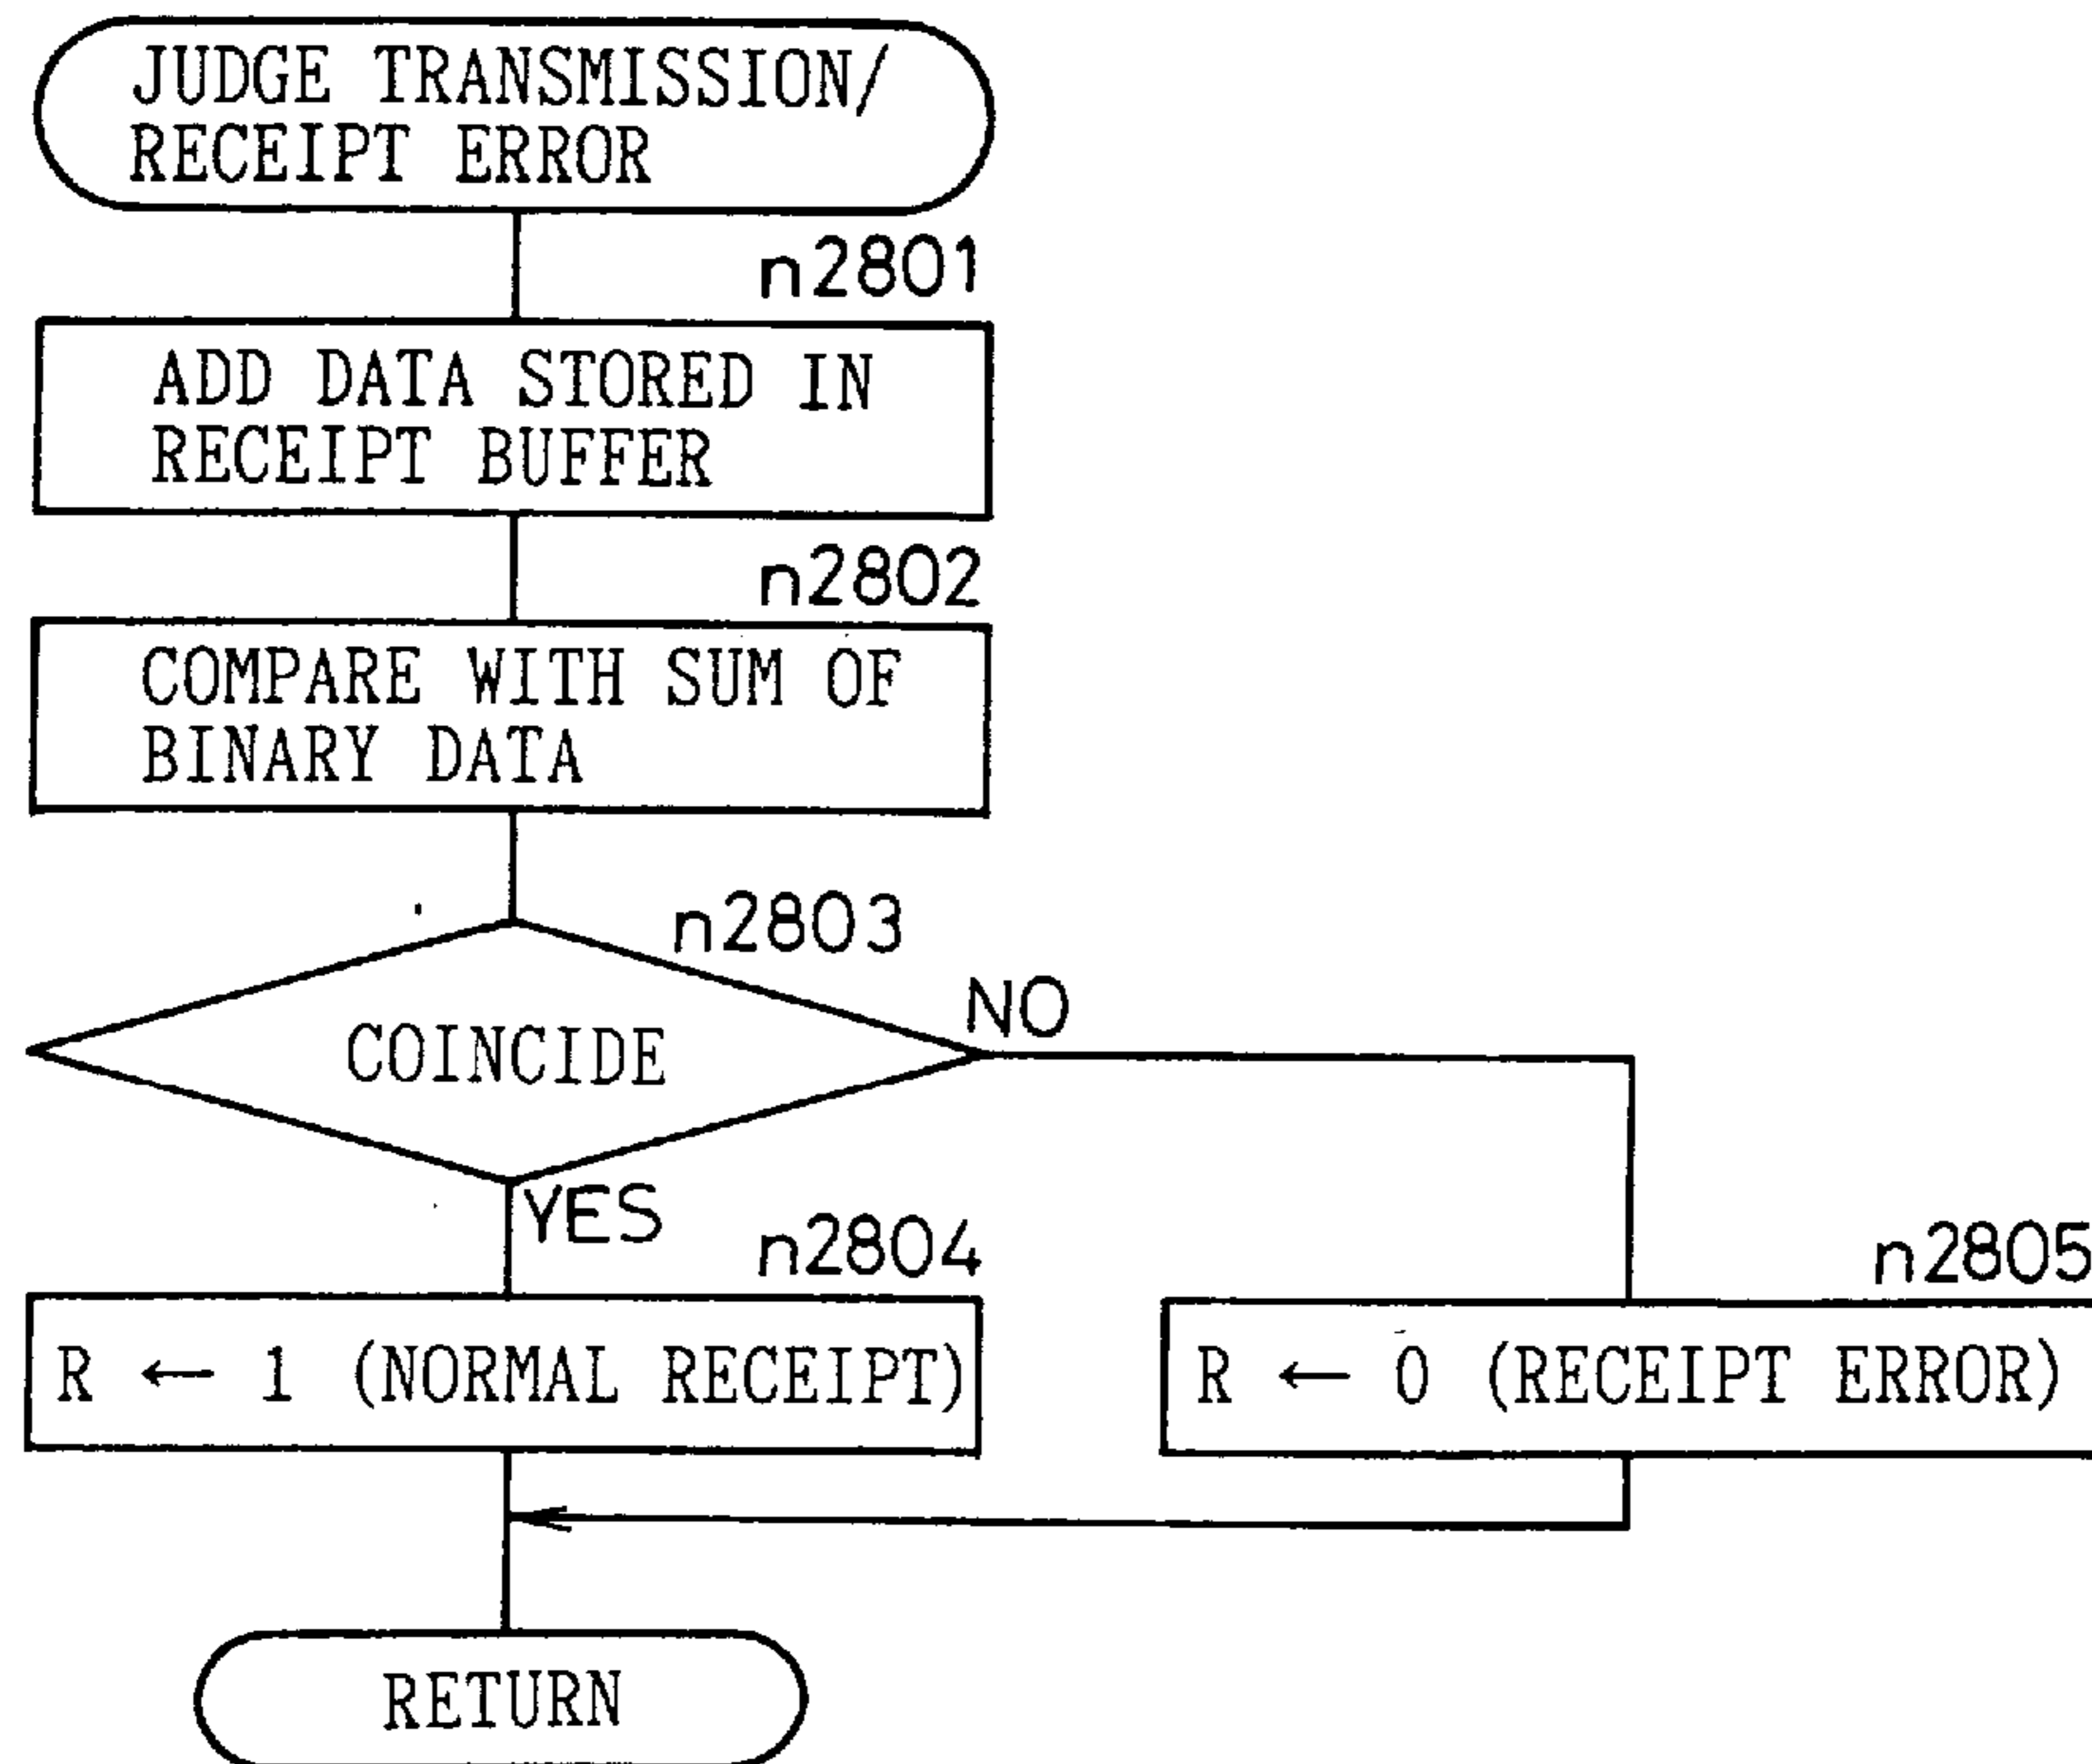 JUDGE TRANSMISSION/
RECEIPT ERROR
n2801
ADD DATA STORED IN
RECEIPT BUFFER
n2802
COMPARE WITH SUM OF
BINARY DATA
n2803
COINCIDE
NO
YES
n2804
n2805
R ← 1 (NORMAL RECEIPT)
R ← 0 (RECEIPT ERROR)
RETURN